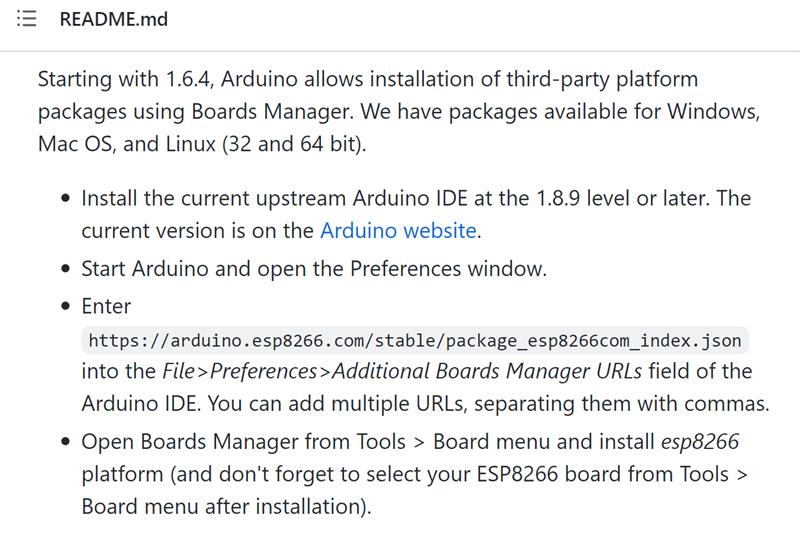 README.md
Starting with 1.6.4, Arduino allows installation of third-party platform
packages using Boards Manager. We have packages available for Windows,
Mac OS, and Linux (32 and 64 bit).
• Install the current upstream Arduino IDE at the 1.8.9 level or later. The
current version is on the Arduino website.
• Start Arduino and open the Preferences window.
• Enter
https://arduino.esp8266.com/stable/package_esp8266com_index.json
into the File>Preferences>Additional Boards Manager URLs field of the
Arduino IDE. You can add multiple URLs, separating them with commas.
• Open Boards Manager from Tools > Board menu and install esp8266
platform (and don't forget to select your ESP8266 board from Tools >
Board menu after installation).